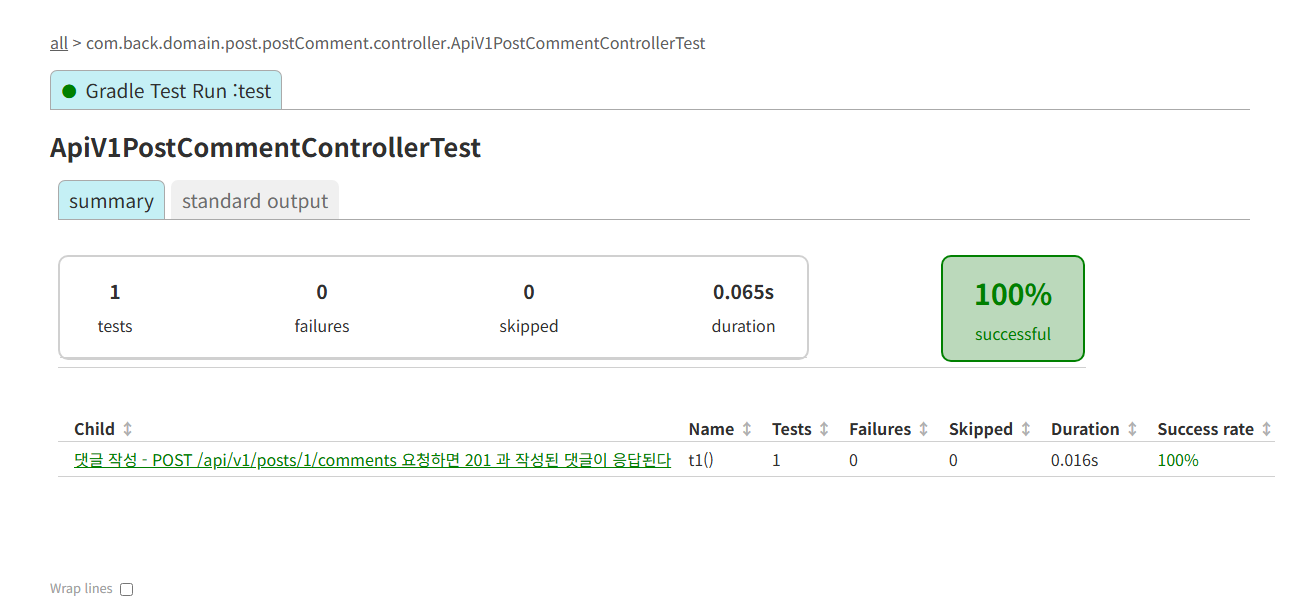 all > com.back.domain.post.postComment.controller.ApiV1PostCommentControllerTest
Gradle Test Run :test
ApiV1PostCommentControllerTest
summary standard output
1 0 0 0.065s 100%
tests failures skipped duration successful
Child Name Tests Failures Skipped Duration Success rate
댓글 작성 - POST /api/v1/posts/1/comments 요청하면 201 과 작성된 댓글이 응답된다 t1() 1 0 0 0.016s 100%
Wrap lines